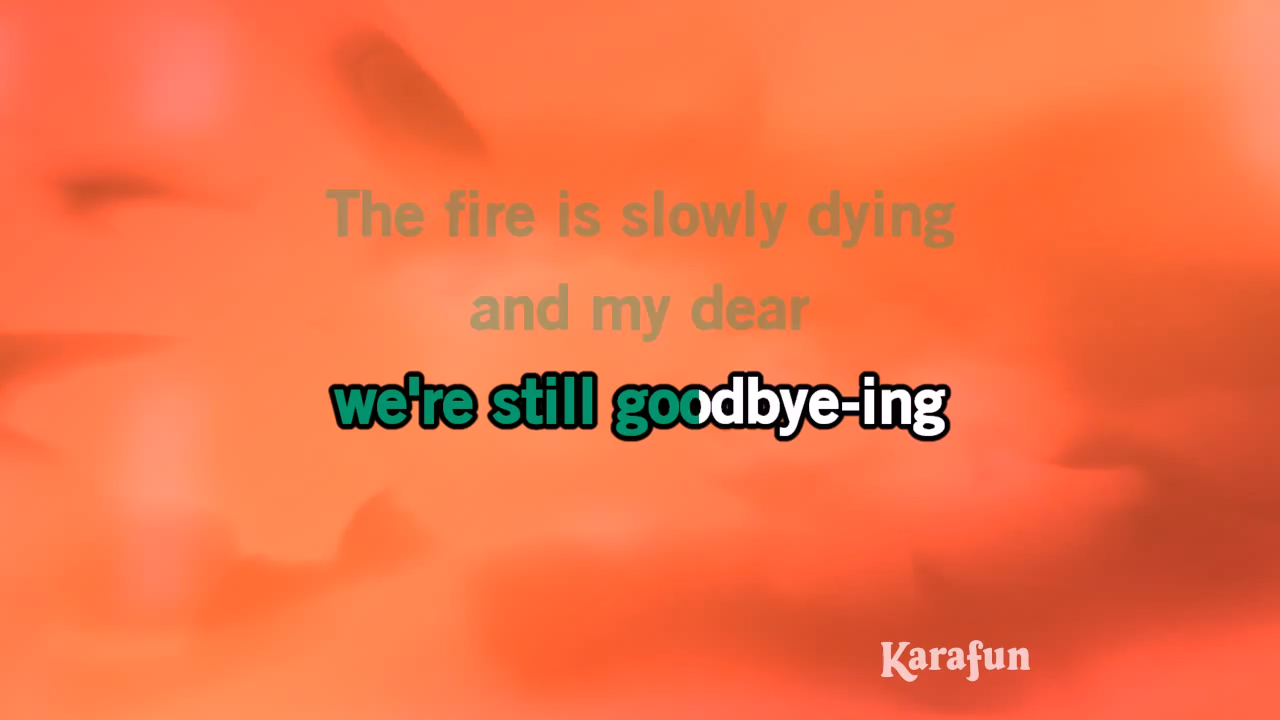 The fire is slowly dying
and my dear
we're still goodbye-ing
Karafun